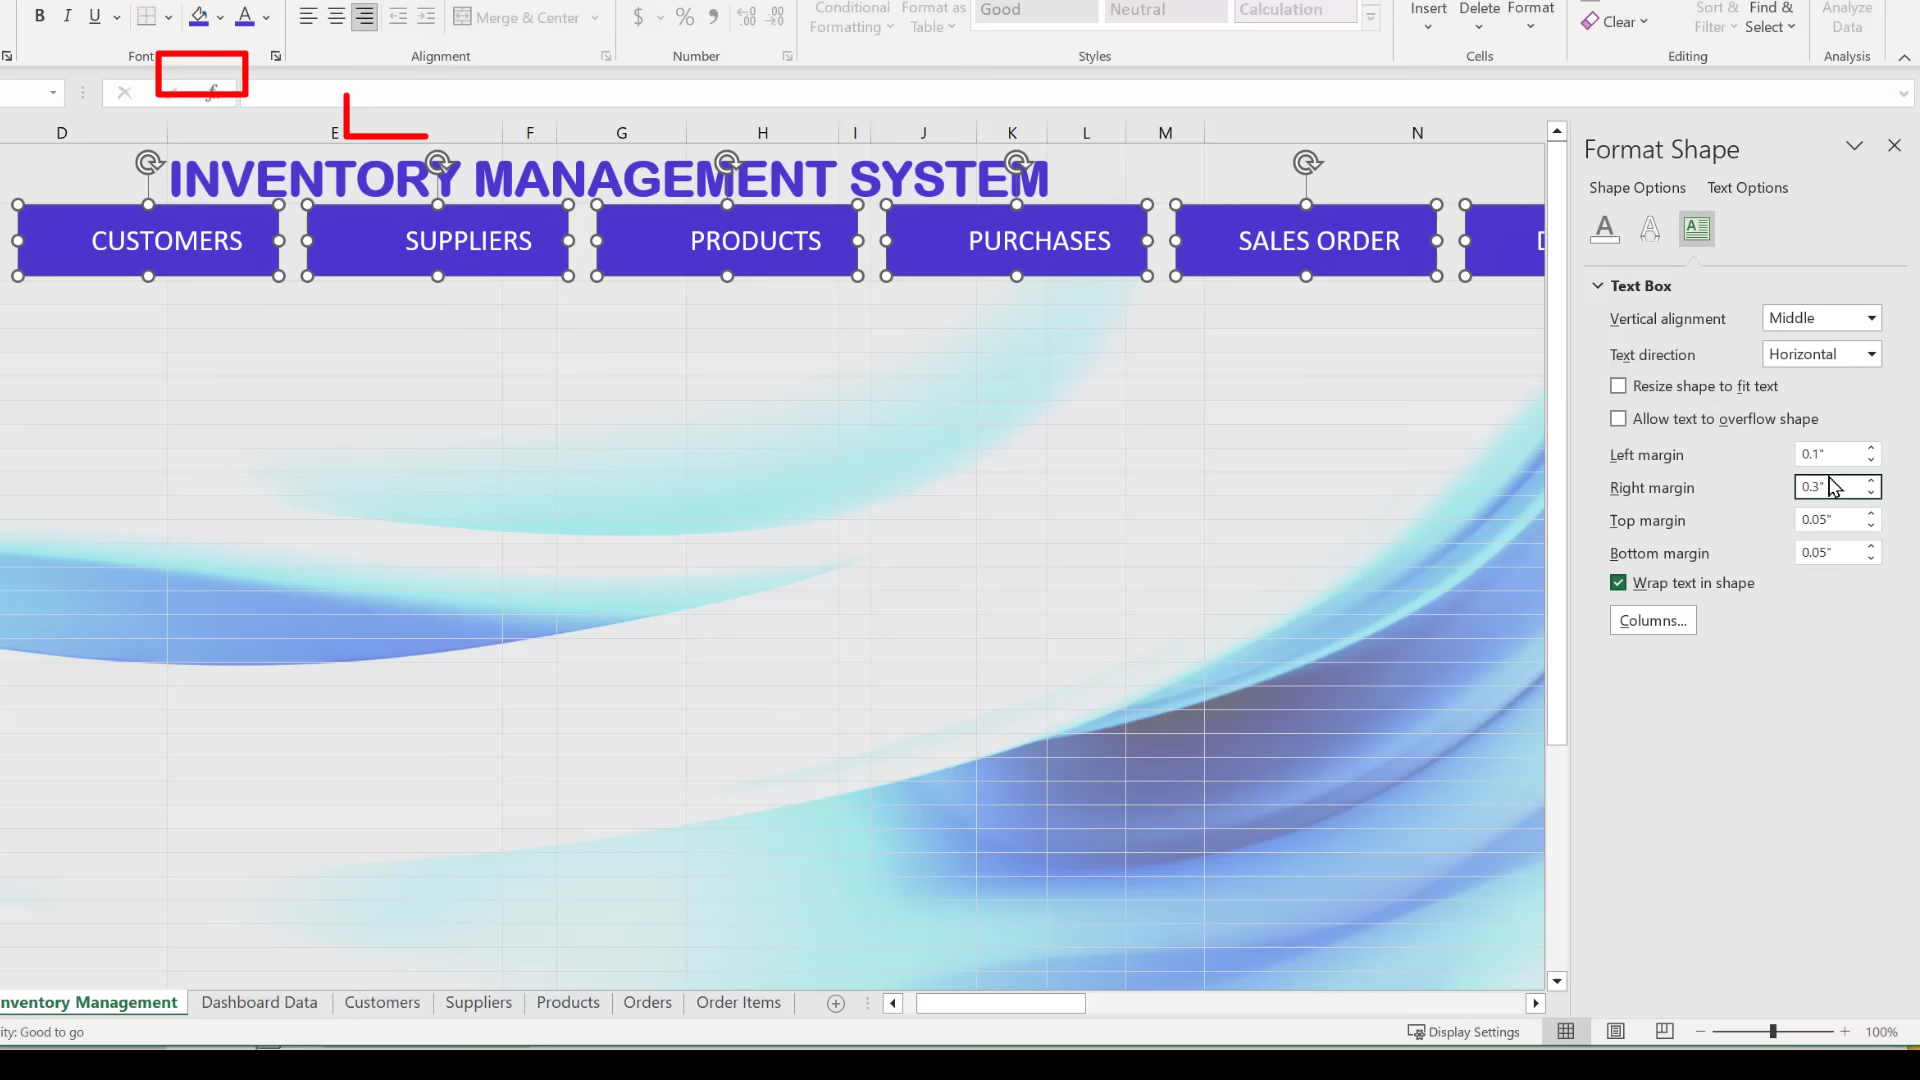 B I U A Merge & Center $ % Conditional Formatting Format as Table Good Neutral Calculation Insert Delete Format Clear Sort & Filter Find & Select Analyze Data
Font Alignment Number Styles Cells Editing Analysis
D E F G H I J K L M N
INVENTORY MANAGEMENT SYSTEM
CUSTOMERS SUPPLIERS PRODUCTS PURCHASES SALES ORDER
Format Shape
Shape Options Text Options
Text Box
Vertical alignment Middle
Text direction Horizontal
Resize shape to fit text
Allow text to overflow shape
Left margin 0.1"
Right margin 0.3"
Top margin 0.05"
Bottom margin 0.05"
Wrap text in shape
Columns...
nventory Management Dashboard Data Customers Suppliers Products Orders Order Items
ity: Good to go Display Settings 100%